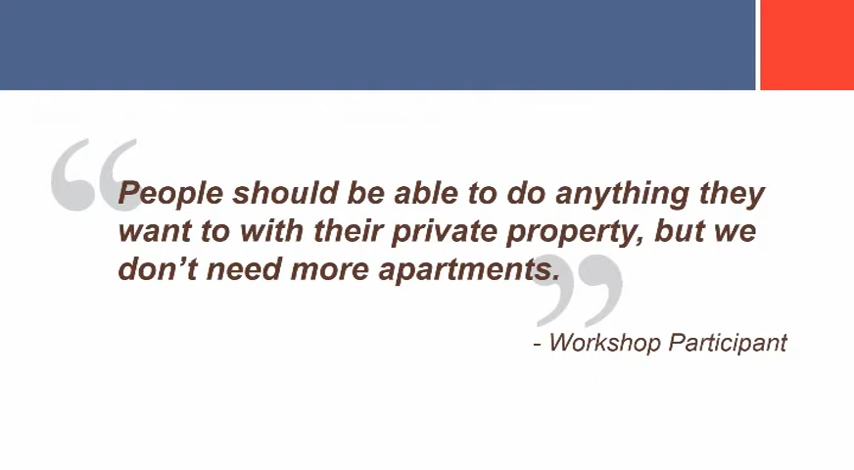 “People should be able to do anything they
want to with their private property, but we
don’t need more apartments.”
- Workshop Participant